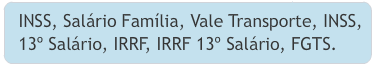 INSS, Salário Família, Vale Transporte, INSS,
13º Salário, IRRF, IRRF 13º Salário, FGTS.